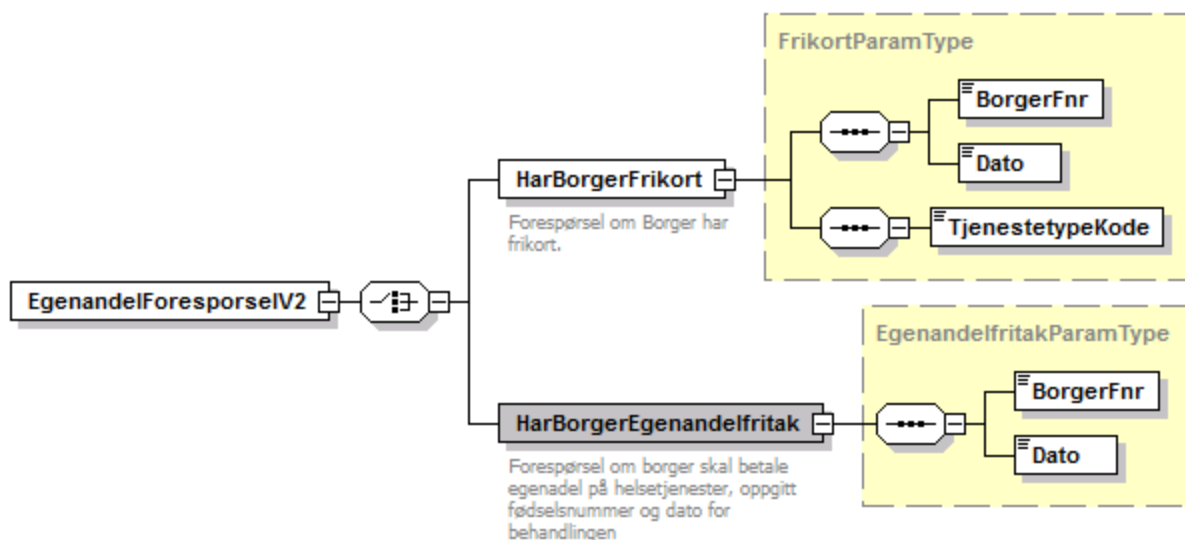 FrikortParamType
BorgerFnr
Dato
HarBorgerFrikort
Forespørsel om Borger har
frikort.
TjenestetypeKode
EgenandelForesporselV2
EgenandelfritakParamType
BorgerFnr
HarBorgerEgenandelfritak
Dato
Forespørsel om borger skal betale
egenadel på helsetjenester, oppgitt
fødselsnummer og dato for
behandlingen